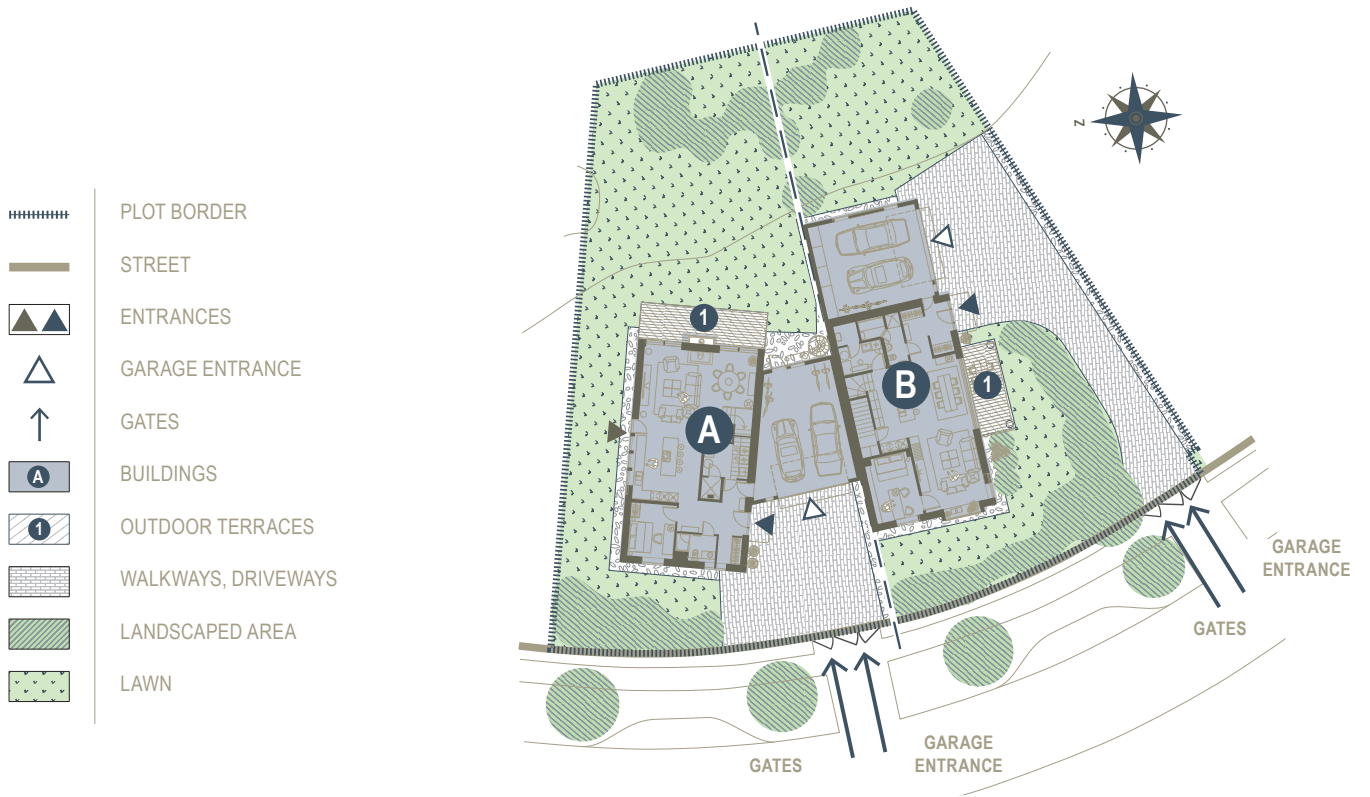 PLOT BORDER
STREET
ENTRANCES
GARAGE ENTRANCE
GATES
A
BUILDINGS
1
OUTDOOR TERRACES
WALKWAYS, DRIVEWAYS
LANDSCAPED AREA
LAWN
N
1
A
B
1
GARAGE
ENTRANCE
GATES
GARAGE
ENTRANCE
GATES